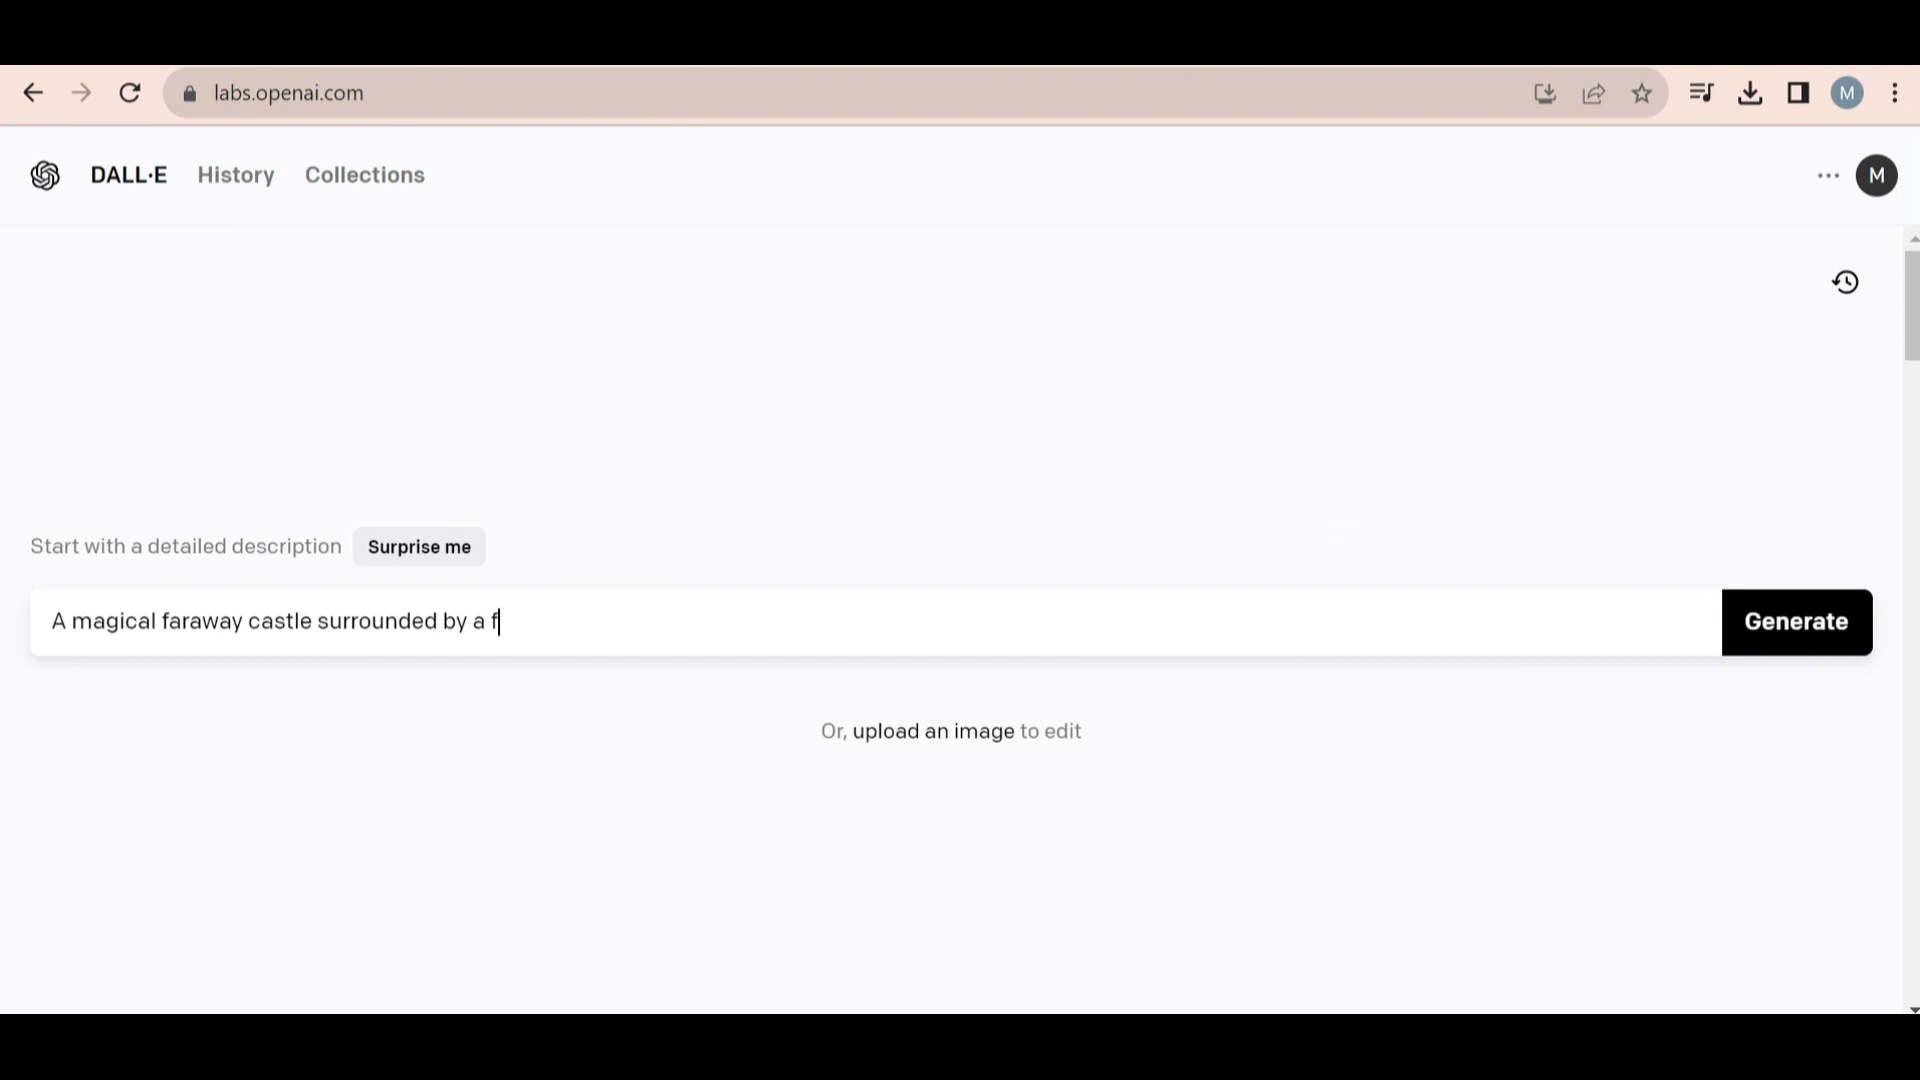 labs.openai.com
M
DALL·E History Collections
M
Start with a detailed description Surprise me
A magical faraway castle surrounded by a f
Generate
Or, upload an image to edit